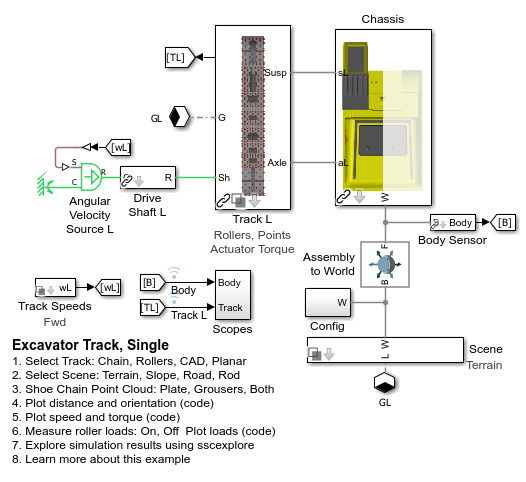 Chassis
[TL]
Susp
sL
GL
G
[wL]
S
C
R
R
Sh
Axle
aL
Angular
Velocity
Source L
Drive
Shaft L
Track L
Rollers, Points
Actuator Torque
W
Body
[B]
Body Sensor
F
Assembly
to World
B
wL
[wL]
Track Speeds
Fwd
[B]
Body
Body
[TL]
Track L
Track
Scopes
W
Config
W
L
Scene
Terrain
GL
Excavator Track, Single
1. Select Track: Chain, Rollers, CAD, Planar
2. Select Scene: Terrain, Slope, Road, Rod
3. Shoe Chain Point Cloud: Plate, Grousers, Both
4. Plot distance and orientation (code)
5. Plot speed and torque (code)
6. Measure roller loads: On, Off  Plot loads (code)
7. Explore simulation results using sscexplore
8. Learn more about this example